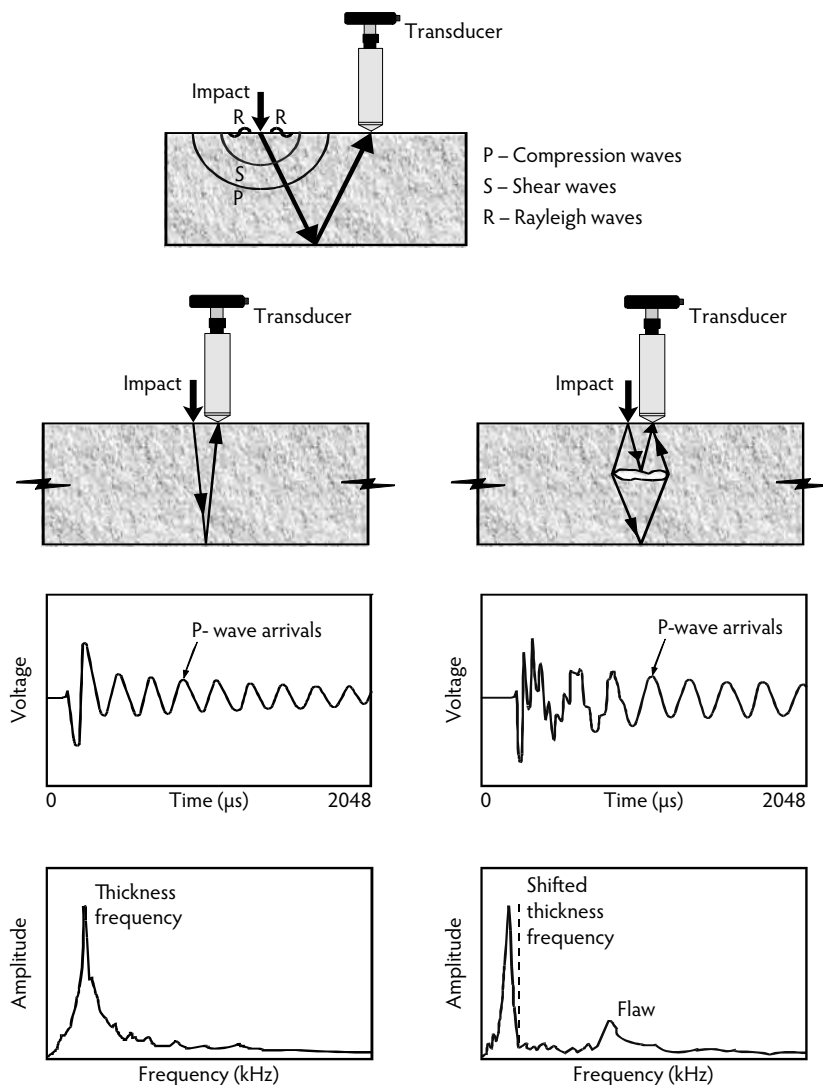 Transducer
Impact
R R
S
P
P – Compression waves
S – Shear waves
R – Rayleigh waves
Transducer
Impact
Transducer
Impact
P- wave arrivals
Voltage
0 Time (µs) 2048
P-wave arrivals
Voltage
0 Time (µs) 2048
Thickness
frequency
Amplitude
Frequency (kHz)
Shifted
thickness
frequency
Flaw
Amplitude
Frequency (kHz)